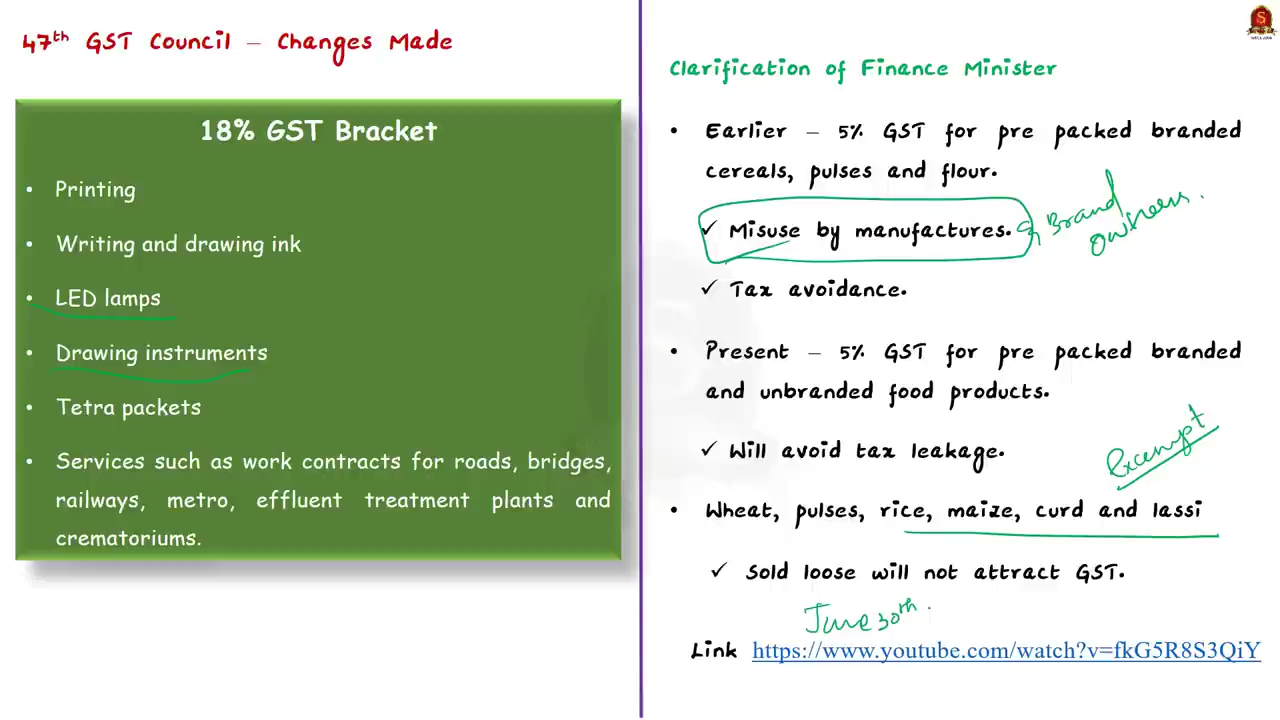 47th GST Council – Changes Made
18% GST Bracket
• Printing
• Writing and drawing ink
• LED lamps
• Drawing instruments
• Tetra packets
• Services such as work contracts for roads, bridges,
railways, metro, effluent treatment plants and
crematoriums.
Clarification of Finance Minister
• Earlier – 5% GST for pre packed branded
cereals, pulses and flour.
✓ Misuse by manufactures.
& Brand
owners.
✓ Tax avoidance.
• Present – 5% GST for pre packed branded
and unbranded food products.
✓ Will avoid tax leakage.
Exempt
• Wheat, pulses, rice, maize, curd and lassi
✓ Sold loose will not attract GST.
June 30th.
Link https://www.youtube.com/watch?v=fkG5R8S3QiY